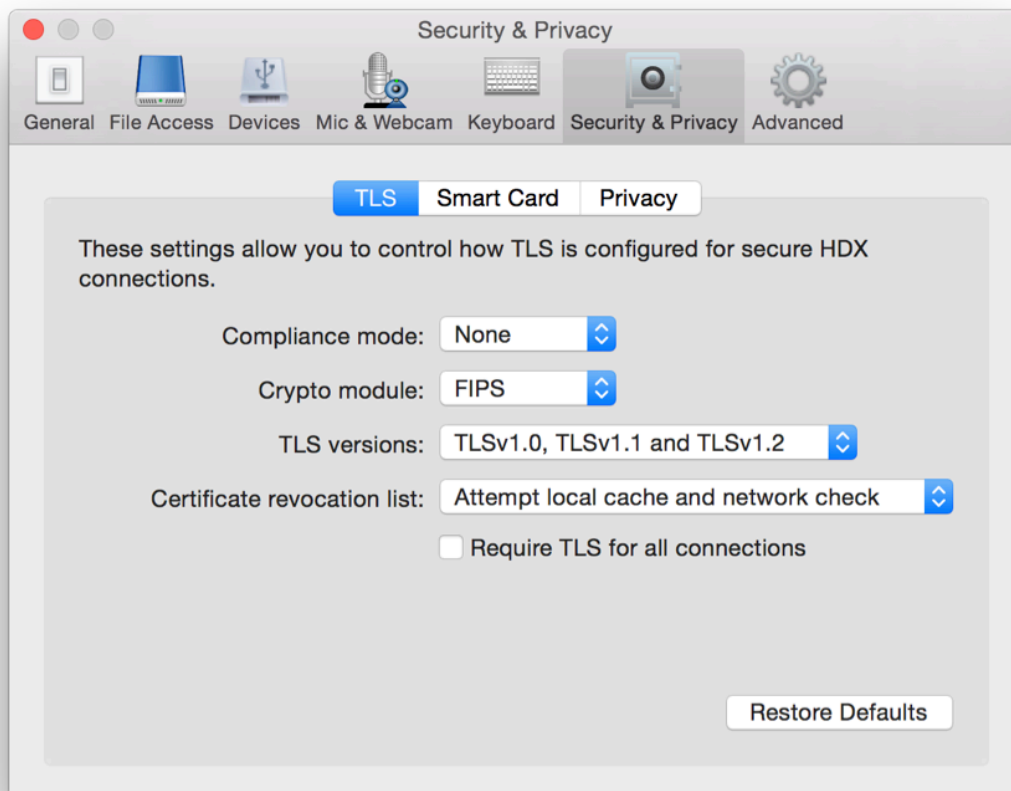 Security & Privacy
General File Access Devices Mic & Webcam Keyboard Security & Privacy Advanced
TLS Smart Card Privacy
These settings allow you to control how TLS is configured for secure HDX
connections.
Compliance mode: None
Crypto module: FIPS
TLS versions: TLSv1.0, TLSv1.1 and TLSv1.2
Certificate revocation list: Attempt local cache and network check
Require TLS for all connections
Restore Defaults